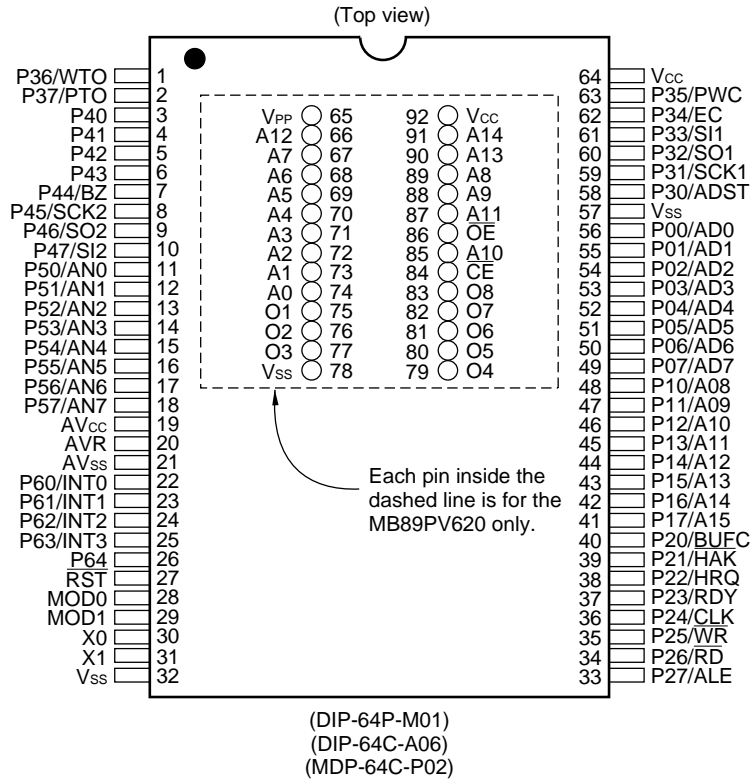 (Top view)
P36/WTO 1 64 Vcc
P37/PTO 2 63 P35/PWC
P40 3 VPP 65 92 Vcc 62 P34/EC
P41 4 A12 66 91 A14 61 P33/SI1
P42 5 A7 67 90 A13 60 P32/SO1
P43 6 A6 68 89 A8 59 P31/SCK1
P44/BZ 7 A5 69 88 A9 58 P30/ADST
P45/SCK2 8 A4 70 87 A11 57 Vss
P46/SO2 9 A3 71 86 O̅E̅ 56 P00/AD0
P47/SI2 10 A2 72 85 A10 55 P01/AD1
P50/AN0 11 A1 73 84 C̅E̅ 54 P02/AD2
P51/AN1 12 A0 74 83 O8 53 P03/AD3
P52/AN2 13 O1 75 82 O7 52 P04/AD4
P53/AN3 14 O2 76 81 O6 51 P05/AD5
P54/AN4 15 O3 77 80 O5 50 P06/AD6
P55/AN5 16 Vss 78 79 O4 49 P07/AD7
P56/AN6 17 48 P10/A08
P57/AN7 18 47 P11/A09
AVcc 19 46 P12/A10
AVR 20 45 P13/A11
AVss 21 44 P14/A12
P60/INT0 22 43 P15/A13
P61/INT1 23 42 P16/A14
P62/INT2 24 41 P17/A15
P63/INT3 25 40 P20/BUFC
P64 26 39 P21/H̅A̅K̅
R̅S̅T̅ 27 38 P22/HRQ
MOD0 28 37 P23/RDY
MOD1 29 36 P24/CLK
X0 30 35 P25/W̅R̅
X1 31 34 P26/R̅D̅
Vss 32 33 P27/ALE
Each pin inside the
dashed line is for the
MB89PV620 only.
(DIP-64P-M01)
(DIP-64C-A06)
(MDP-64C-P02)